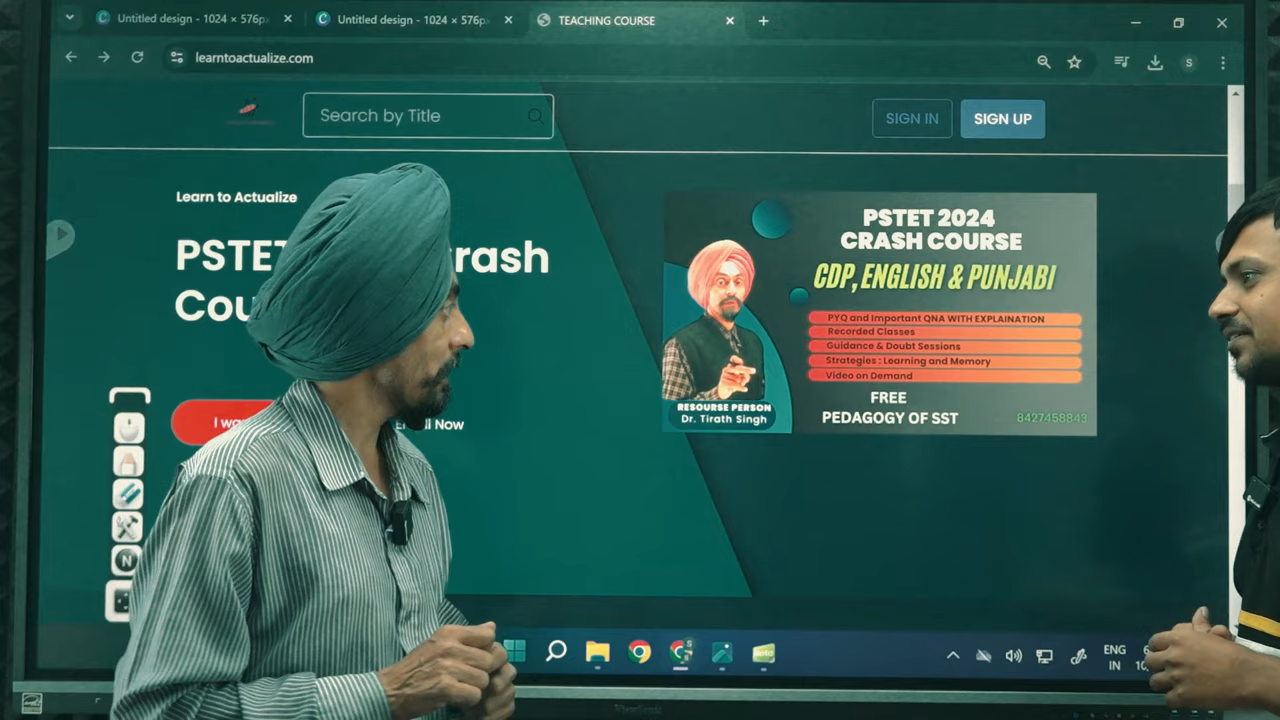 Untitled design - 1024 × 576p
Untitled design - 1024 × 576p
TEACHING COURSE
learntoactualize.com
S
Search by Title
SIGN IN
SIGN UP
Learn to Actualize
PSTET
rash
Cou
I wa
ll Now
PSTET 2024
CRASH COURSE
CDP, ENGLISH & PUNJABI
PYQ and Important QNA WITH EXPLAINATION
Recorded Classes
Guidance & Doubt Sessions
Strategies : Learning and Memory
Video on Demand
FREE
PEDAGOGY OF SST
8427458843
RESOURSE PERSON
Dr. Tirath Singh
N
ENG
IN
ViewSonic